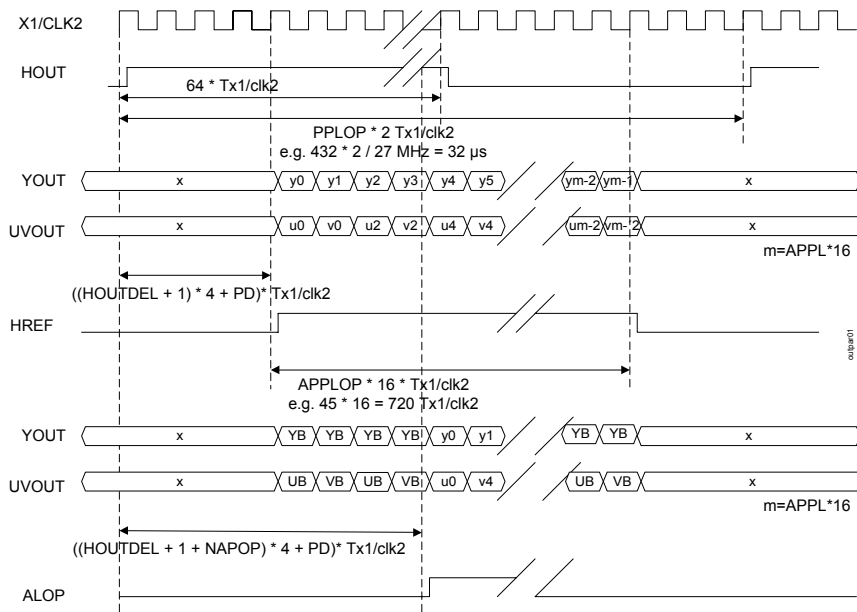 X1/CLK2
HOUT
64 * Tx1/clk2
PPLOP * 2 Tx1/clk2
e.g. 432 * 2 / 27 MHz = 32 µs
YOUT x y0 y1 y2 y3 y4 y5 ym-2 ym-1 x
UVOUT x u0 v0 u2 v2 u4 v4 um-2 vm-'2 x
m=APPL*16
((HOUTDEL + 1) * 4 + PD)* Tx1/clk2
HREF
outpar01
APPLOP * 16 * Tx1/clk2
e.g. 45 * 16 = 720 Tx1/clk2
YOUT x YB YB YB YB y0 y1 YB YB x
UVOUT x UB VB UB VB u0 v4 UB VB x
m=APPL*16
((HOUTDEL + 1 + NAPOP) * 4 + PD)* Tx1/clk2
ALOP